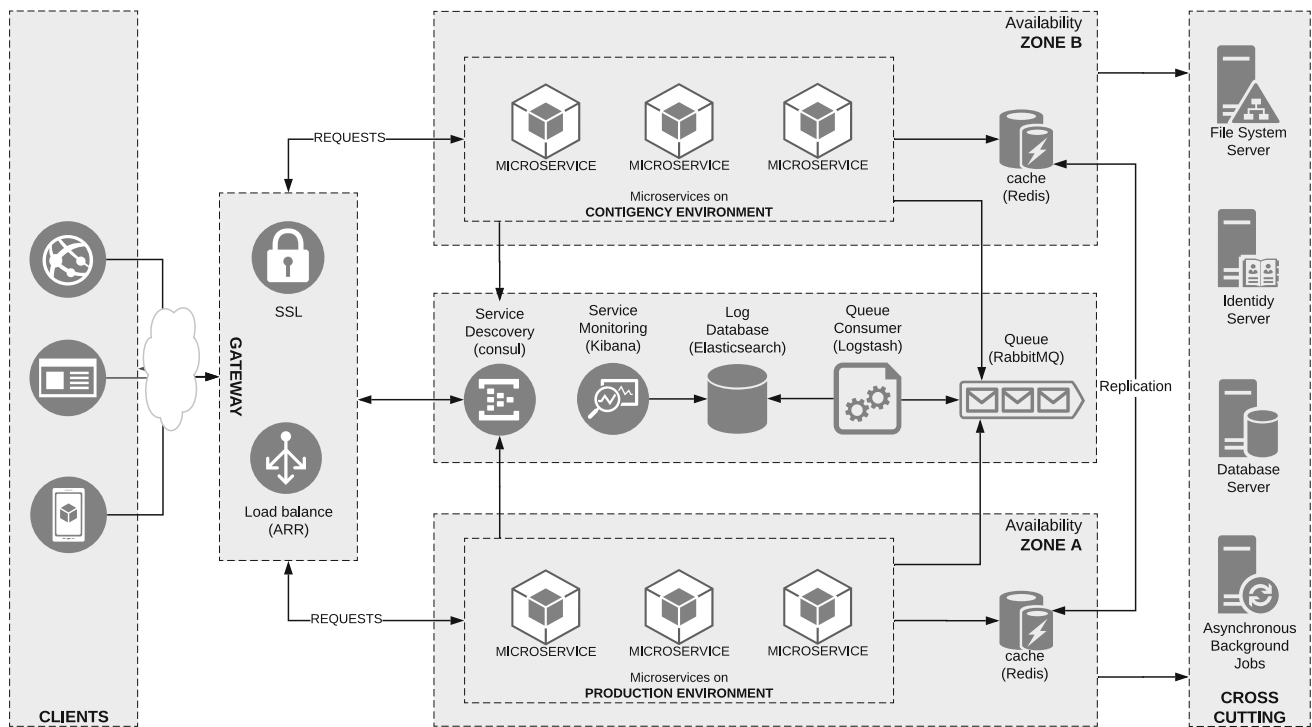 Availability
ZONE B
MICROSERVICE
MICROSERVICE
MICROSERVICE
Microservices on
CONTIGENCY ENVIRONMENT
cache
(Redis)
REQUESTS
SSL
GATEWAY
Load balance
(ARR)
REQUESTS
CLIENTS
Service
Descovery
(consul)
Service
Monitoring
(Kibana)
Log
Database
(Elasticsearch)
Queue
Consumer
(Logstash)
Queue
(RabbitMQ)
Replication
Availability
ZONE A
MICROSERVICE
MICROSERVICE
MICROSERVICE
Microservices on
PRODUCTION ENVIRONMENT
cache
(Redis)
File System
Server
Identidy
Server
Database
Server
Asynchronous
Background
Jobs
CROSS
CUTTING